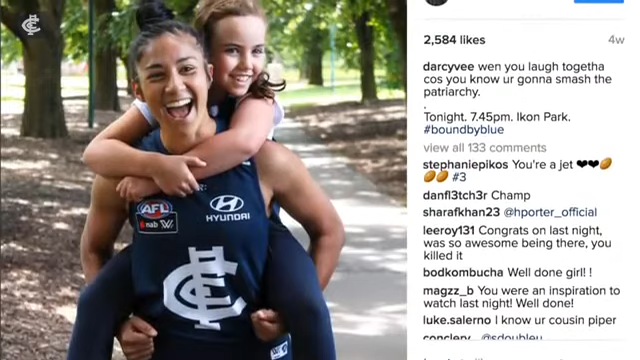 2,584 likes
4w
darcyvee wen you laugh togetha
cos you know ur gonna smash the
patriarchy.
.
Tonight. 7.45pm. Ikon Park.
#boundbyblue
view all 133 comments
stephaniepikos You're a jet ❤❤🏉
🏉🏉 #3
danfl3tch3r Champ
sharafkhan23 @hporter_official
leeroy131 Congrats on last night,
was so awesome being there, you
killed it
bodkombucha Well done girl! !
magzz_b You were an inspiration to
watch last night! Well done!
luke.salerno I know ur cousin piper
conclery_ @sdoubleu
AFL
nab W
HYUNDAI
CFC